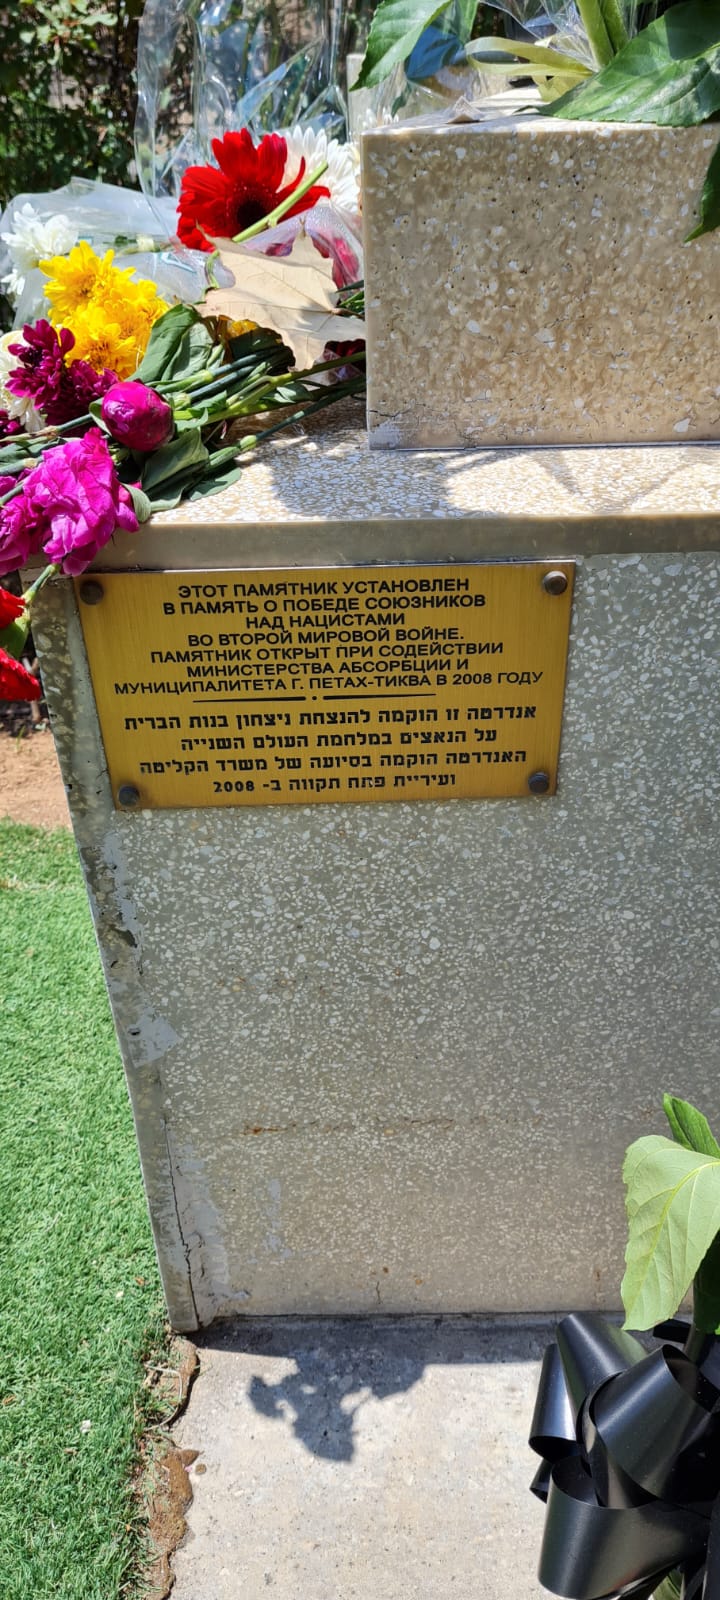 ЭТОТ ПАМЯТНИК УСТАНОВЛЕН
В ПАМЯТЬ О ПОБЕДЕ СОЮЗНИКОВ
НАД НАЦИСТАМИ
ВО ВТОРОЙ МИРОВОЙ ВОЙНЕ.
ПАМЯТНИК ОТКРЫТ ПРИ СОДЕЙСТВИИ
МИНИСТЕРСТВА АБСОРБЦИИ И
МУНИЦИПАЛИТЕТА Г. ПЕТАХ-ТИКВА В 2008 ГОДУ
אנדרטה זו הוקמה להנצחת ניצחון בנות הברית
על הנאצים במלחמת העולם השנייה
האנדרטה הוקמה בסיועה של משרד הקליטה
ועיריית פתח תקווה ב- 2008